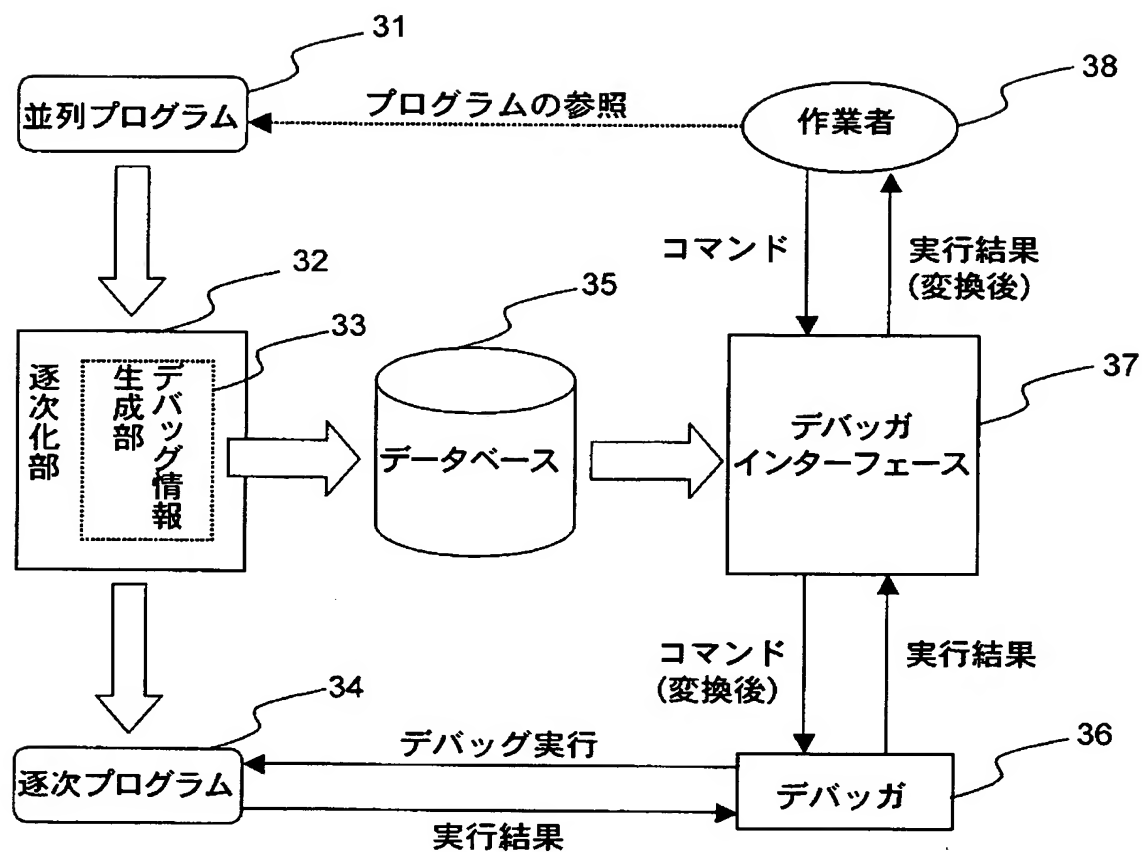 31
並列プログラム
プログラムの参照
作業者
38
コマンド
実行結果
(変換後)
32
33
35
逐次化部
デバッグ情報
生成部
データベース
デバッガ
インターフェース
37
コマンド
(変換後)
実行結果
34
逐次プログラム
デバッグ実行
実行結果
デバッガ
36